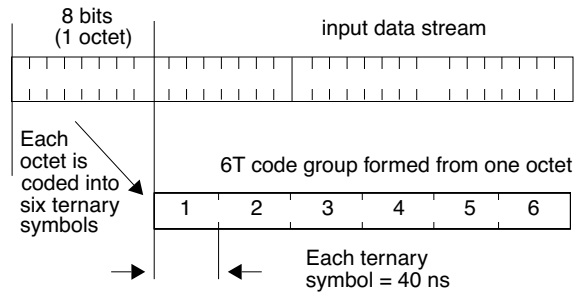 8 bits
(1 octet)
input data stream
Each
octet is
coded into
six ternary
symbols
6T code group formed from one octet
1 2 3 4 5 6
Each ternary
symbol = 40 ns